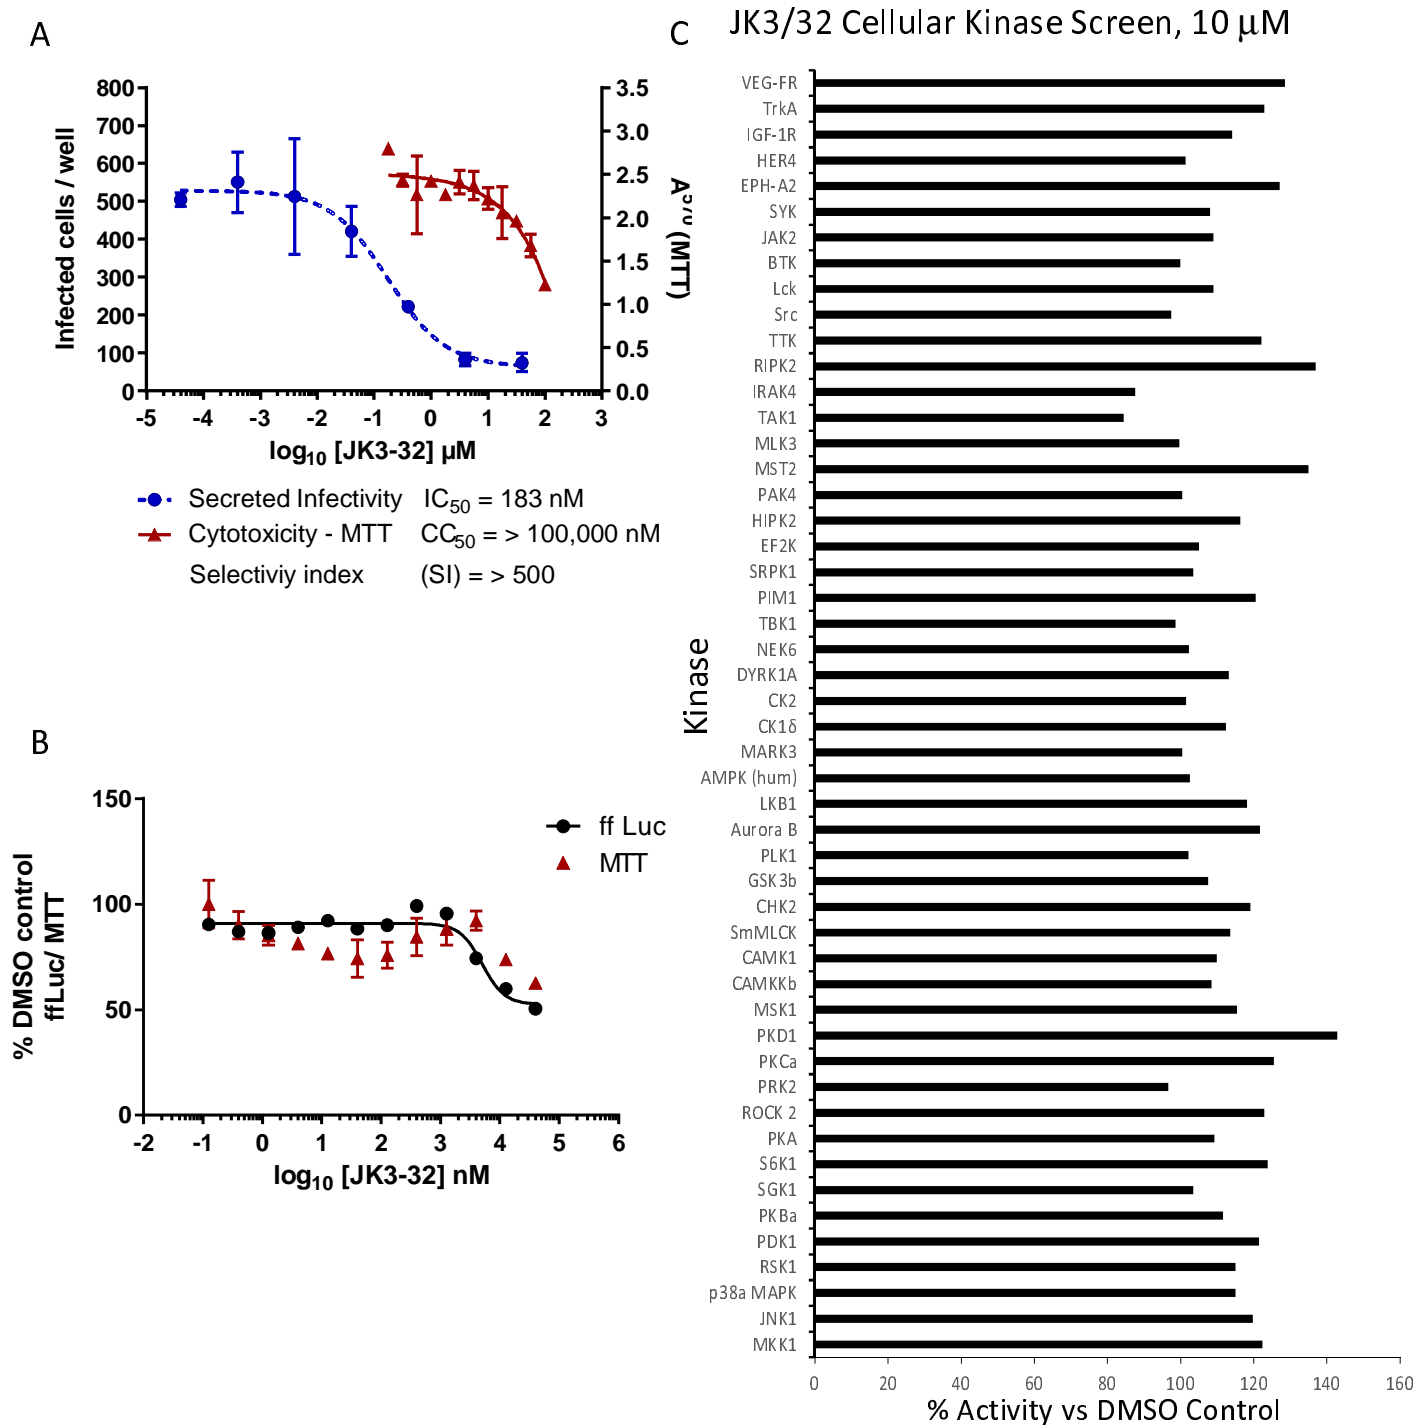 A
800
700
600
500
400
300
200
100
0
Infected cells / well
3.5
3.0
2.5
2.0
1.5
1.0
0.5
0.0
(MTT)
-5 -4 -3 -2 -1 0 1 2 3
log10 [JK3-32] µM
Secreted Infectivity IC50 = 183 nM
Cytotoxicity - MTT CC50 = > 100,000 nM
Selectiviy index (SI) = > 500
B
150
100
50
0
% DMSO control
ffLuc/ MTT
ff Luc
MTT
-2 -1 0 1 2 3 4 5 6
log10 [JK3-32] nM
C
JK3/32 Cellular Kinase Screen, 10 µM
Kinase
VEG-FR
TrkA
IGF-1R
HER4
EPH-A2
SYK
JAK2
BTK
Lck
Src
TTK
RIPK2
IRAK4
TAK1
MLK3
MST2
PAK4
HIPK2
EF2K
SRPK1
PIM1
TBK1
NEK6
DYRK1A
CK2
CK1δ
MARK3
AMPK (hum)
LKB1
Aurora B
PLK1
GSK3b
CHK2
SmMLCK
CAMK1
CAMKKb
MSK1
PKD1
PKCa
PRK2
ROCK 2
PKA
S6K1
SGK1
PKBa
PDK1
RSK1
p38a MAPK
JNK1
MKK1
0 20 40 60 80 100 120 140 160
% Activity vs DMSO Control